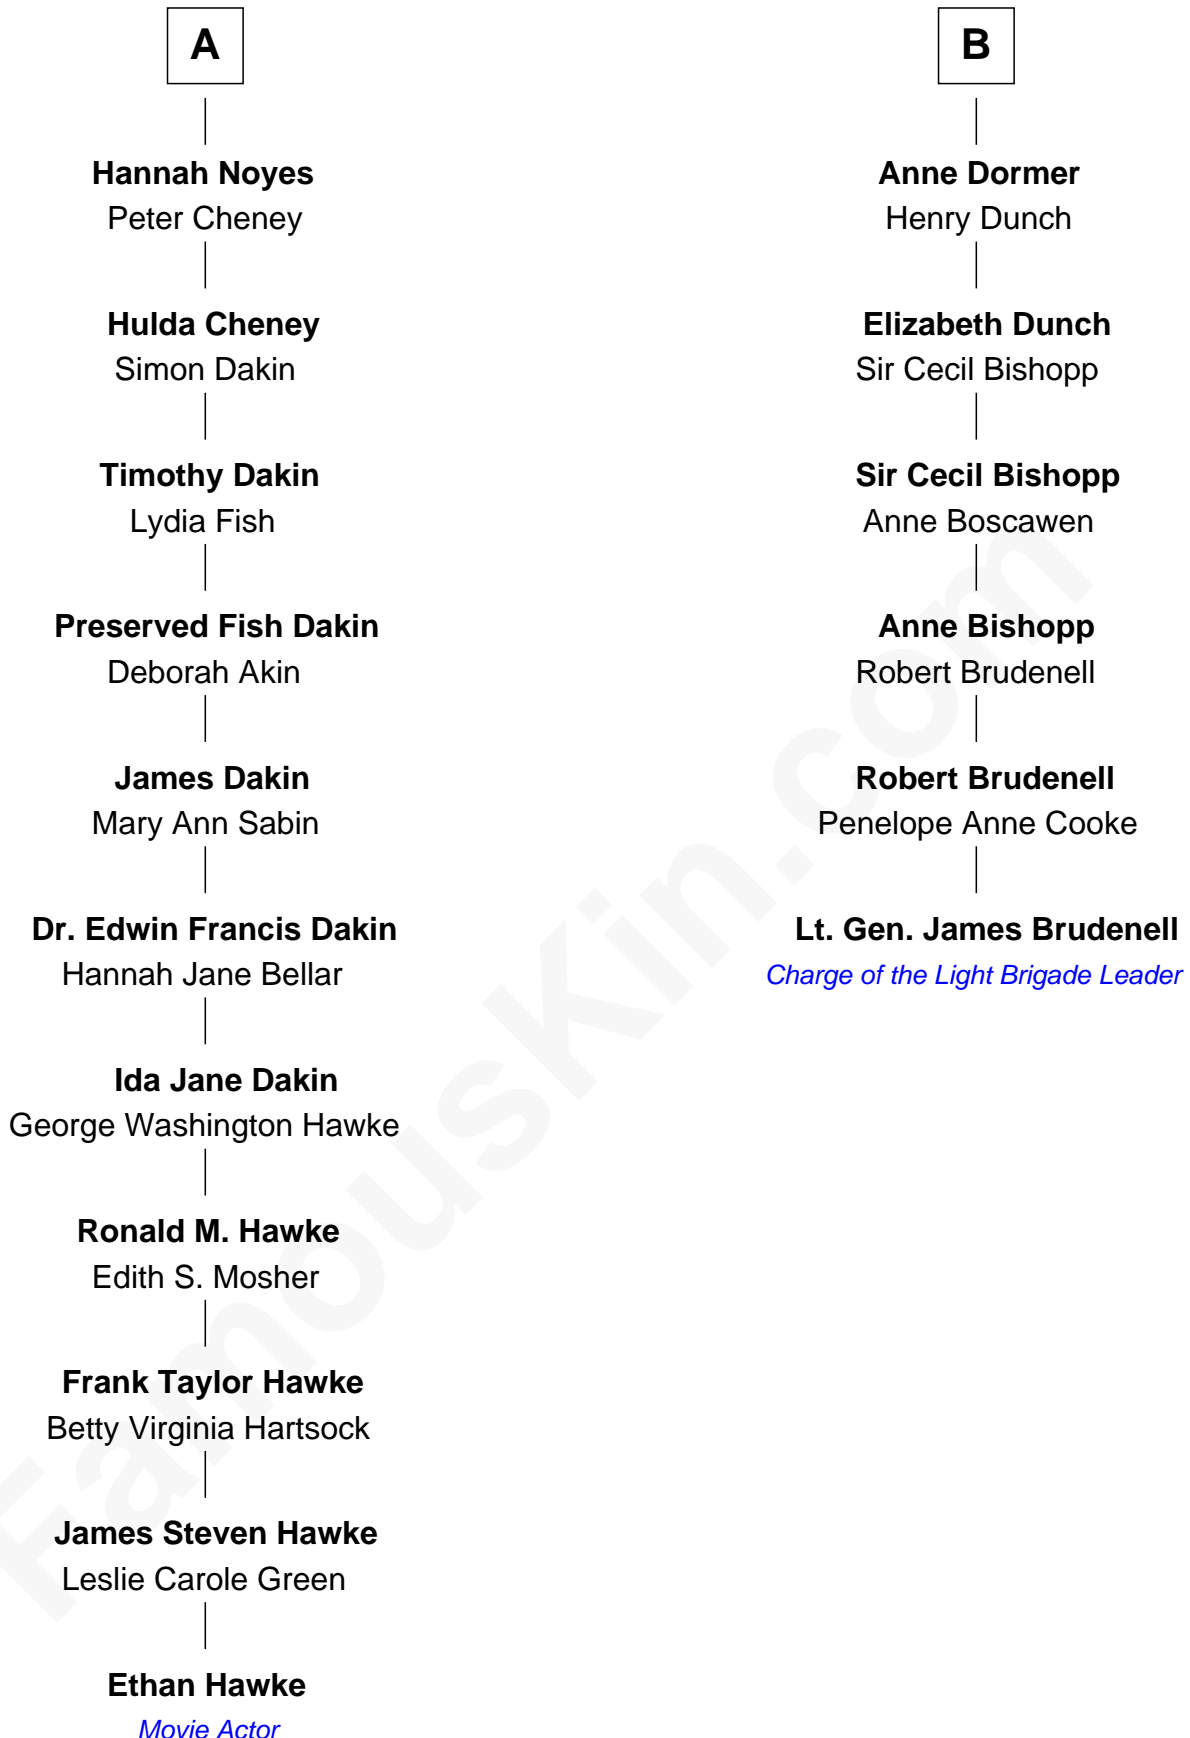 A
Hannah Noyes
Peter Cheney
Hulda Cheney
Simon Dakin
Timothy Dakin
Lydia Fish
Preserved Fish Dakin
Deborah Akin
James Dakin
Mary Ann Sabin
Dr. Edwin Francis Dakin
Hannah Jane Bellar
Ida Jane Dakin
George Washington Hawke
Ronald M. Hawke
Edith S. Mosher
Frank Taylor Hawke
Betty Virginia Hartsock
James Steven Hawke
Leslie Carole Green
Ethan Hawke
Movie Actor
B
Anne Dormer
Henry Dunch
Elizabeth Dunch
Sir Cecil Bishopp
Sir Cecil Bishopp
Anne Boscawen
Anne Bishopp
Robert Brudenell
Robert Brudenell
Penelope Anne Cooke
Lt. Gen. James Brudenell
Charge of the Light Brigade Leader
FamousKin.com